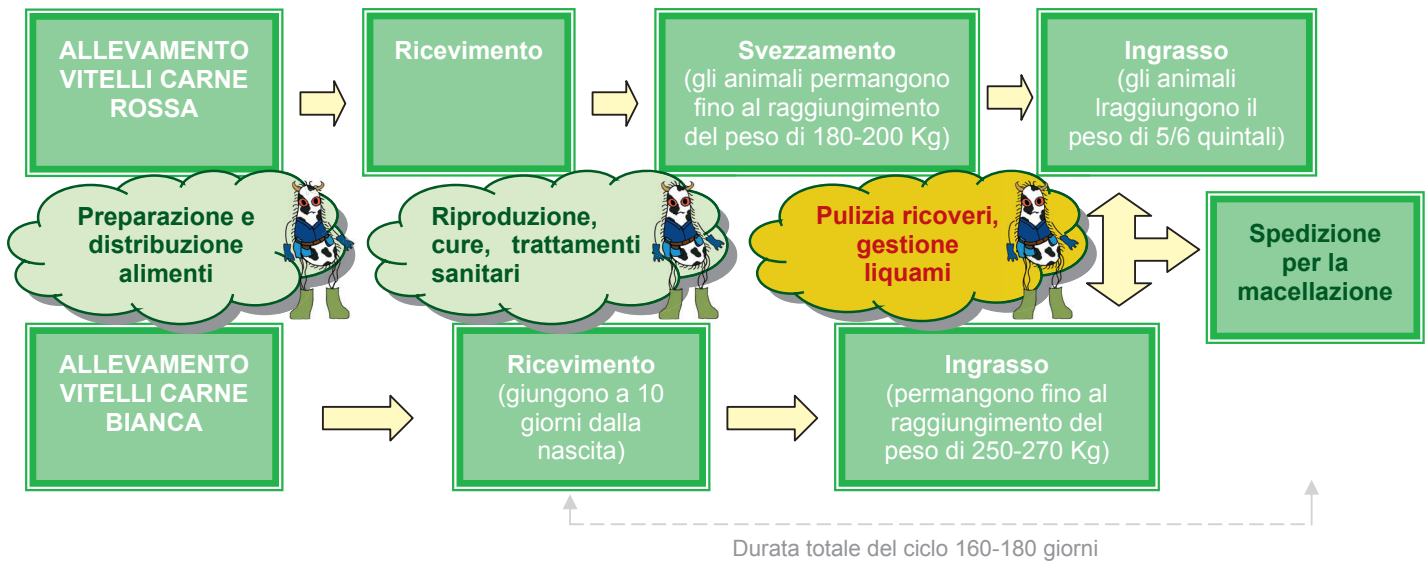 ALLEVAMENTO
VITELLI CARNE
ROSSA
Ricevimento
Svezzamento
(gli animali permangono
fino al raggiungimento
del peso di 180-200 Kg)
Ingrasso
(gli animali
lraggiungono il
peso di 5/6 quintali)
Preparazione e
distribuzione
alimenti
Riproduzione,
cure, trattamenti
sanitari
Pulizia ricoveri,
gestione
liquami
Spedizione
per la
macellazione
ALLEVAMENTO
VITELLI CARNE
BIANCA
Ricevimento
(giungono a 10
giorni dalla
nascita)
Ingrasso
(permangono fino al
raggiungimento del
peso di 250-270 Kg)
Durata totale del ciclo 160-180 giorni